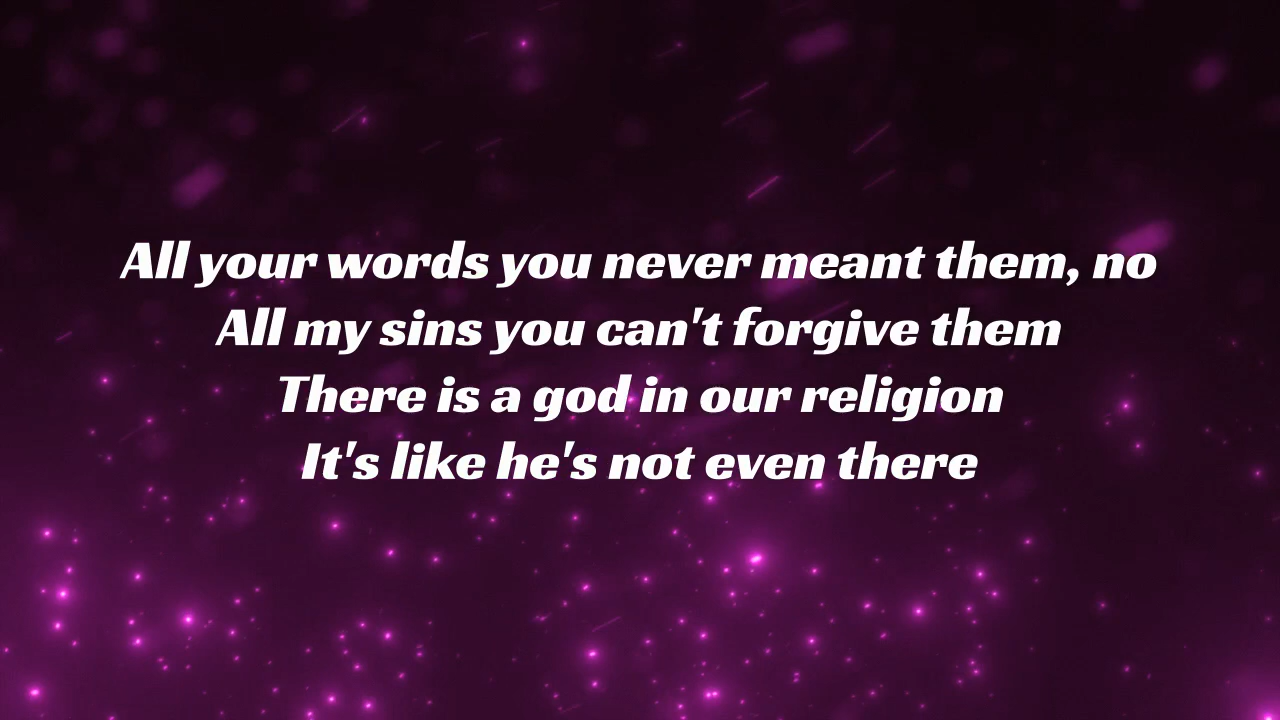 All your words you never meant them, no
All my sins you can't forgive them
There is a god in our religion
It's like he's not even there